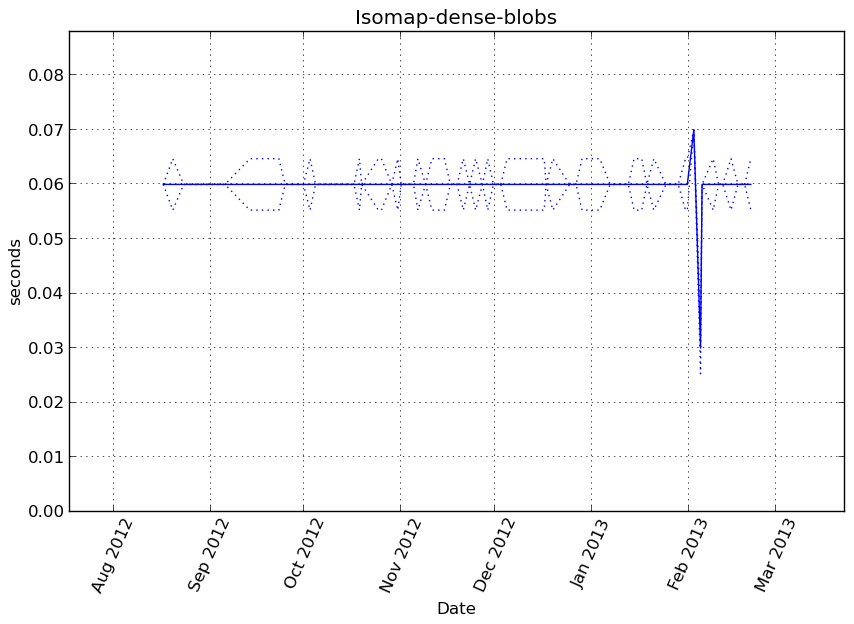 Isomap-dense-blobs
0.08
0.07
0.06
0.05
0.04
0.03
0.02
0.01
0.00
seconds
Aug 2012
Sep 2012
Oct 2012
Nov 2012
Dec 2012
Jan 2013
Feb 2013
Mar 2013
Date